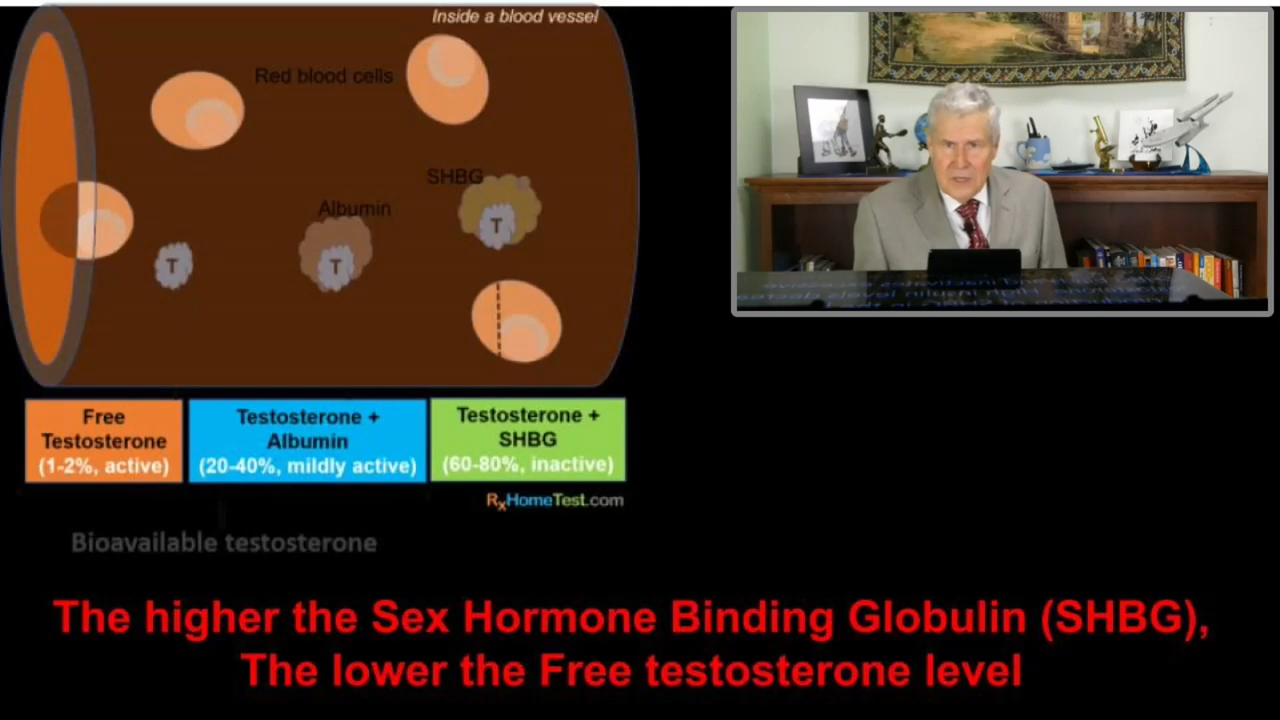 Inside a blood vessel
Red blood cells
SHBG
Albumin
T
T
T
Free
Testosterone
(1-2%, active)
Testosterone +
Albumin
(20-40%, mildly active)
Testosterone +
SHBG
(60-80%, inactive)
RxHomeTest.com
Bioavailable testosterone
The higher the Sex Hormone Binding Globulin (SHBG),
The lower the Free testosterone level